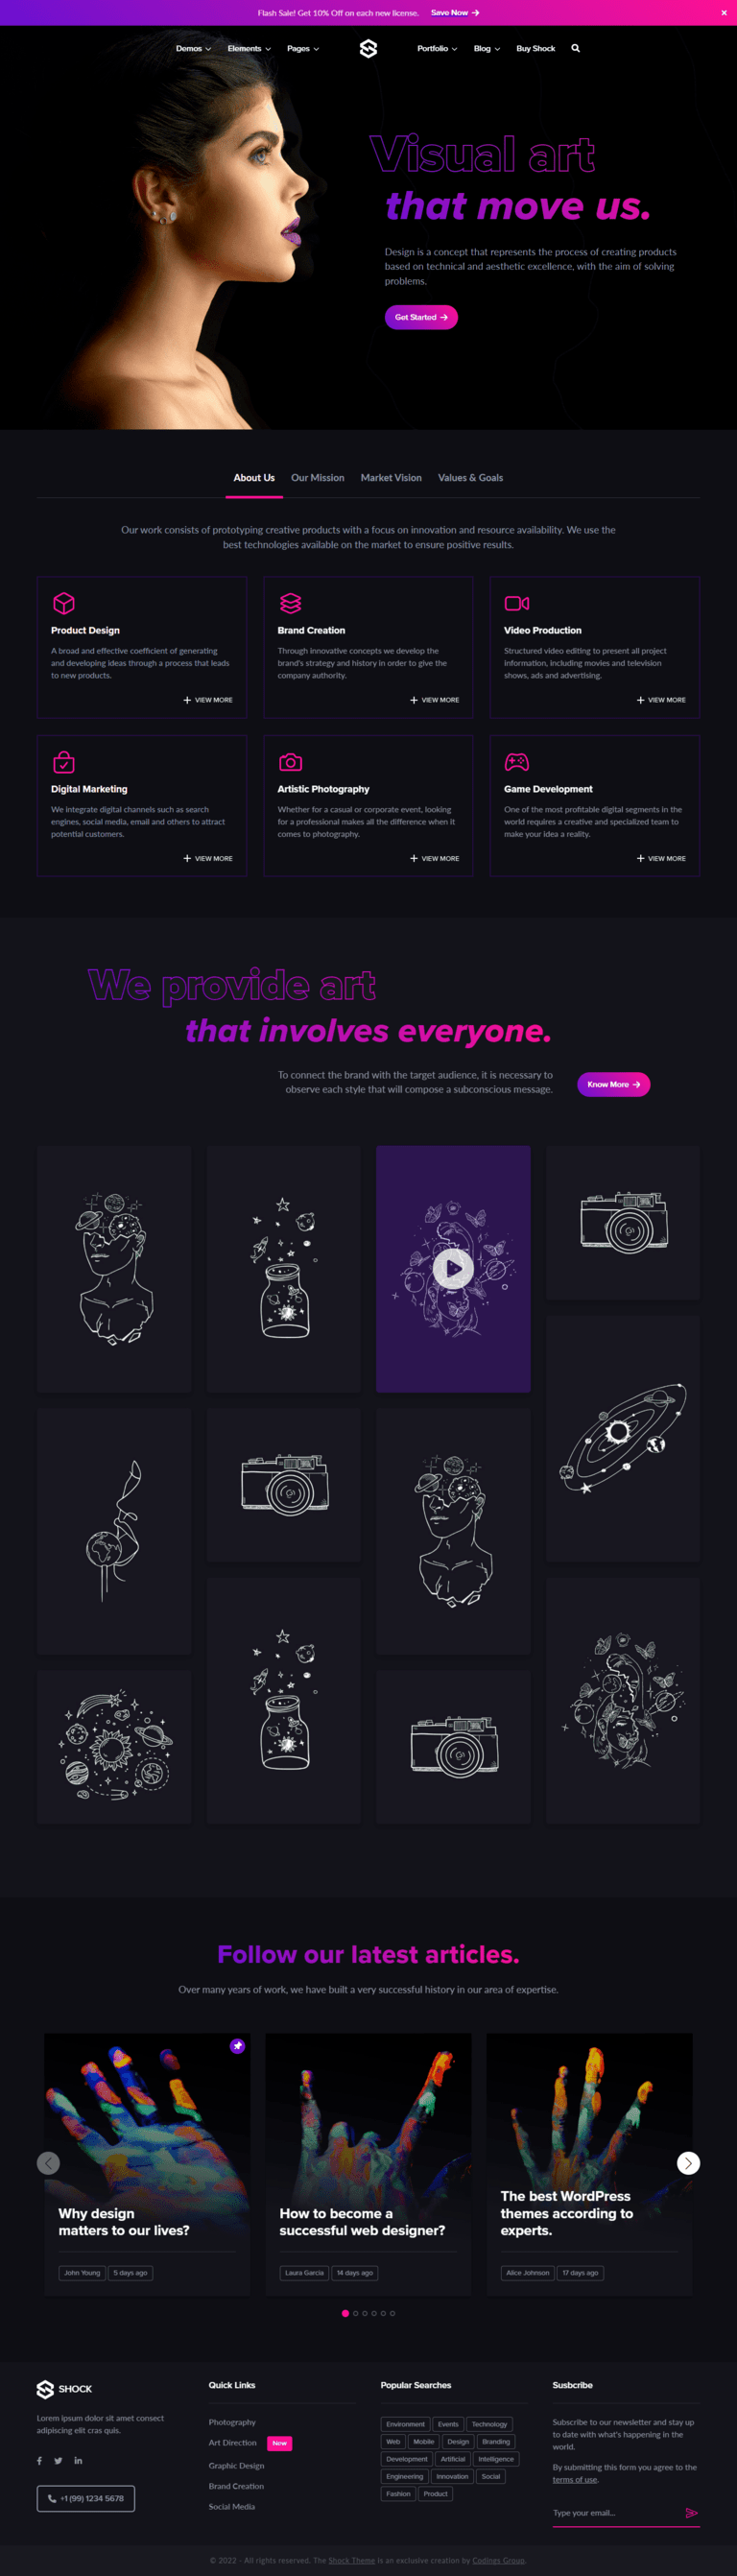 Flash Sale! Get 10% Off on each new license. Save Now
Demos Elements Pages Portfolio Blog Buy Shock
Visual art
that move us.
Design is a concept that represents the process of creating products
based on technical and aesthetic excellence, with the aim of solving
problems.
Get Started
About Us Our Mission Market Vision Values & Goals
Our work consists of prototyping creative products with a focus on innovation and resource availability. We use the
best technologies available on the market to ensure positive results.
Product Design
A broad and effective coefficient of generating
and developing ideas through a process that leads
to new products.
VIEW MORE
Brand Creation
Through innovative concepts we develop the
brand's strategy and history in order to give the
company authority.
VIEW MORE
Video Production
Structured video editing to present all project
information, including movies and television
shows, ads and advertising.
VIEW MORE
Digital Marketing
We integrate digital channels such as search
engines, social media, email and others to attract
potential customers.
VIEW MORE
Artistic Photography
Whether for a casual or corporate event, looking
for a professional makes all the difference when it
comes to photography.
VIEW MORE
Game Development
One of the most profitable digital segments in the
world requires a creative and specialized team to
make your idea a reality.
VIEW MORE
We provide art
that involves everyone.
To connect the brand with the target audience, it is necessary to
observe each style that will compose a subconscious message.
Know More
Follow our latest articles.
Over many years of work, we have built a very successful history in our area of expertise.
Why design
matters to our lives?
John Young 5 days ago
How to become a
successful web designer?
Laura Garcia 14 days ago
The best WordPress
themes according to
experts.
Alice Johnson 17 days ago
SHOCK
Lorem ipsum dolor sit amet consect
adipiscing elit cras quis.
+1 (99) 1234 5678
Quick Links
Photography
Art Direction New
Graphic Design
Brand Creation
Social Media
Popular Searches
Environment Events Technology
Web Mobile Design Branding
Development Artificial Intelligence
Engineering Innovation Social
Fashion Product
Susbcribe
Subscribe to our newsletter and stay up
to date with what's happening in the
world.
By submitting this form you agree to the
terms of use.
Type your email...
© 2022 - All rights reserved. The Shock Theme is an exclusive creation by Codings Group.